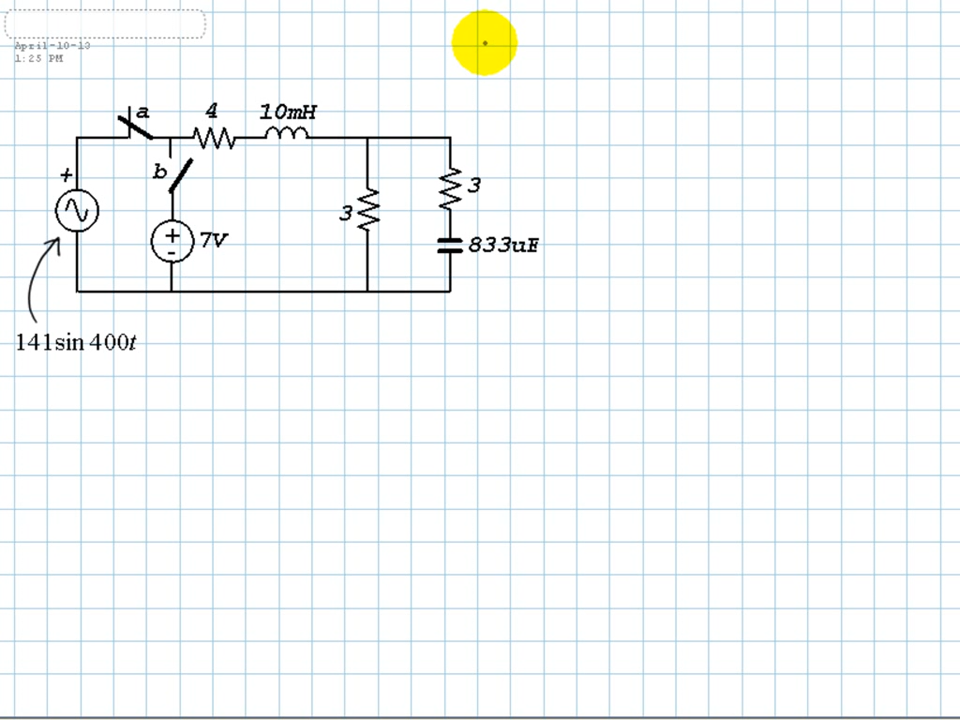 April-10-13
1:25 PM
a
4
10mH
b
+
3
3
+
-
7V
833uF
141sin 400t